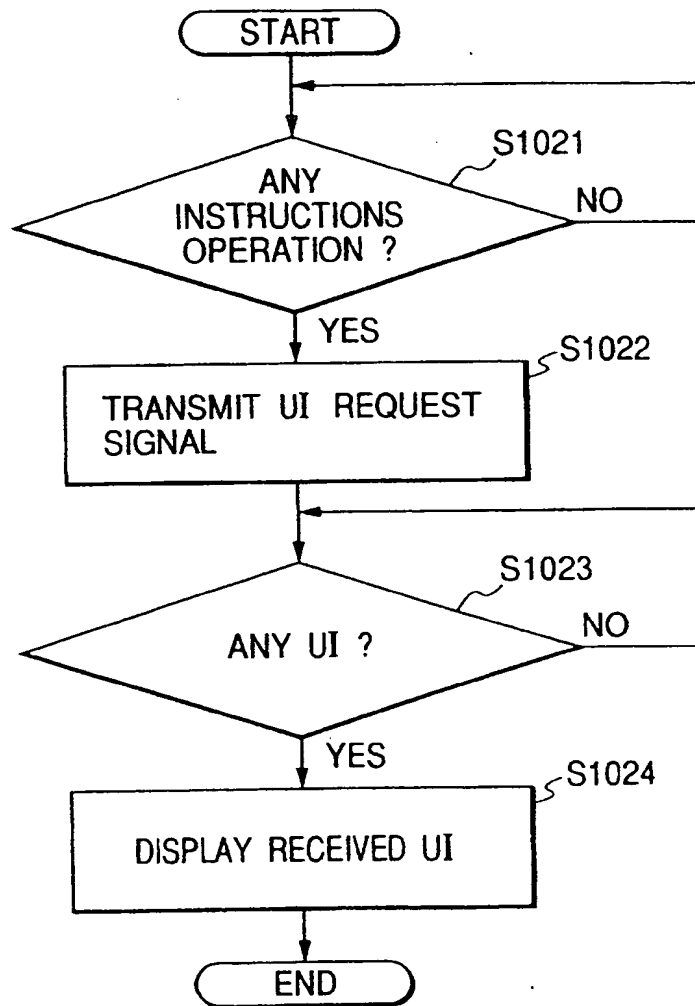 START
S1021
ANY
INSTRUCTIONS
OPERATION ?
NO
YES
S1022
TRANSMIT UI REQUEST
SIGNAL
S1023
ANY UI ?
NO
YES
S1024
DISPLAY RECEIVED UI
END